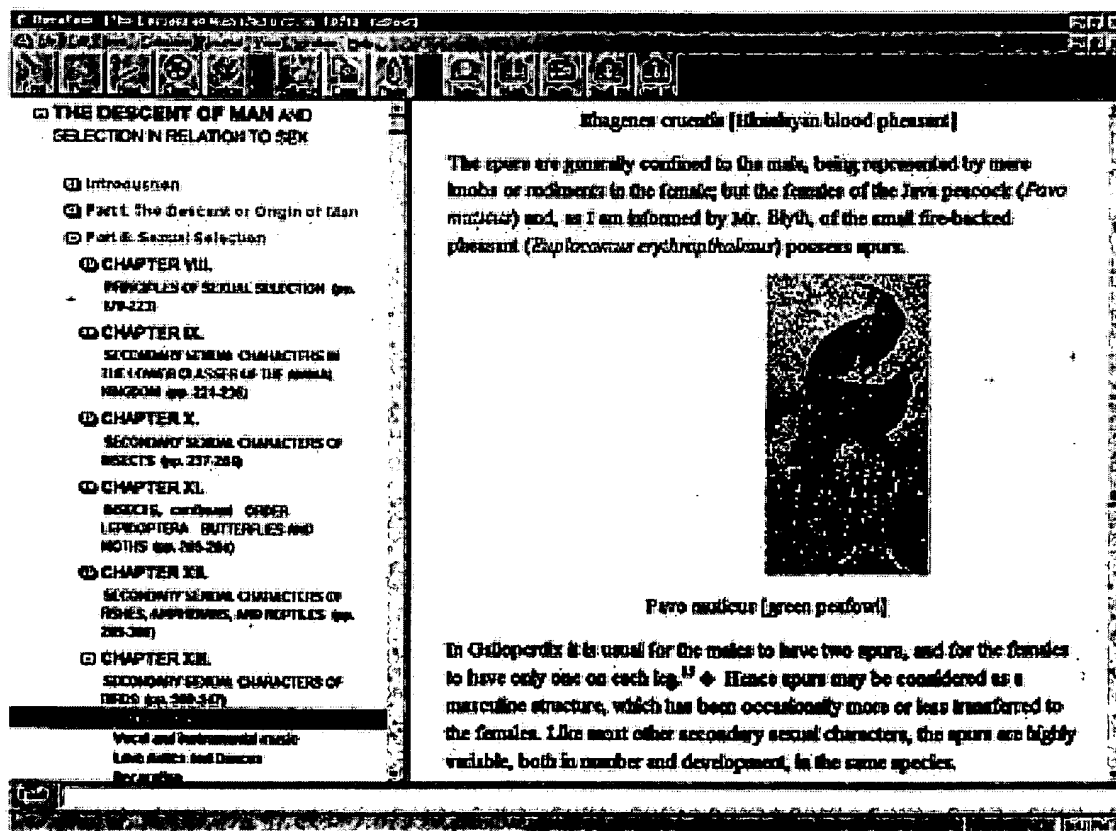 THE DESCENT OF MAN AND
SELECTION IN RELATION TO SEX
Introduction
Part I: The Descent or Origin of Man
Part II: Sexual Selection
CHAPTER VIII.
PRINCIPLES OF SEXUAL SELECTION (pp.
CHAPTER IX.
SECONDARY SEXUAL CHARACTERS IN
THE LOWER CLASSES OF THE ANIMAL
KINGDOM (pp.
CHAPTER X.
SECONDARY SEXUAL CHARACTERS OF
INSECTS (pp.
CHAPTER XI.
INSECTS, continued ORDER
LEPIDOPTERA BUTTERFLIES AND
MOTHS (pp.
CHAPTER XII.
SECONDARY SEXUAL CHARACTERS OF
FISHES, AMPHIBIANS, AND REPTILES (pp.
CHAPTER XIII.
SECONDARY SEXUAL CHARACTERS OF
BIRDS (pp.
Vocal and Instrumental music
Love Antics and Dances
Decoration
[Himalayan blood pheasant]
The spurs are generally confined to the male, being represented by mere
knobs or rudiments in the female; but the females of the Java peacock (Pavo
muticus) and, as I am informed by Mr. Blyth, of the small fire-backed
pheasant (Euplocamus erythropthalmus) possess spurs.
Pavo muticus [green peafowl]
In Galloperdix it is usual for the males to have two spurs, and for the females
to have only one on each leg.¹³ ◆ Hence spurs may be considered as a
masculine structure, which has been occasionally more or less transferred to
the females. Like most other secondary sexual characters, the spurs are highly
variable, both in number and development, in the same species.